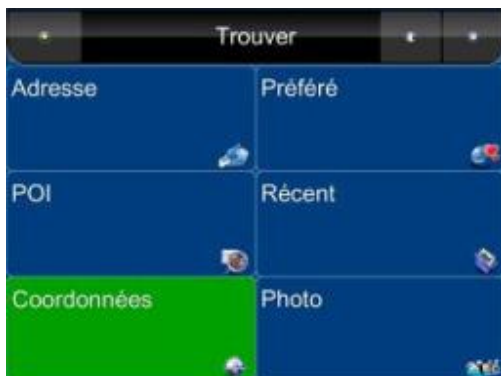 Trouver
Adresse
Préféré
POI
Récent
Coordonnées
Photo